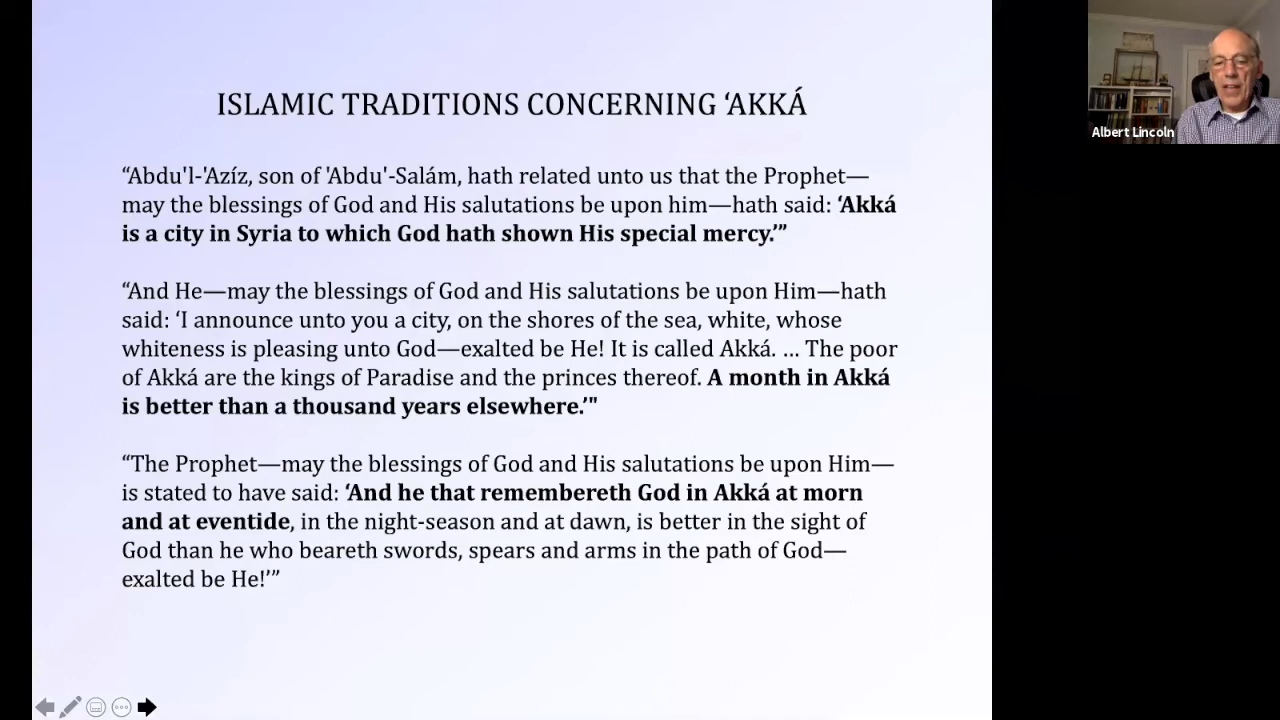 ISLAMIC TRADITIONS CONCERNING ‘AKKÁ
“Abdu'l-'Azíz, son of 'Abdu'-Salám, hath related unto us that the Prophet—
may the blessings of God and His salutations be upon him—hath said: ‘Akká
is a city in Syria to which God hath shown His special mercy.’”
“And He—may the blessings of God and His salutations be upon Him—hath
said: ‘I announce unto you a city, on the shores of the sea, white, whose
whiteness is pleasing unto God—exalted be He! It is called Akká. … The poor
of Akká are the kings of Paradise and the princes thereof. A month in Akká
is better than a thousand years elsewhere.’"
“The Prophet—may the blessings of God and His salutations be upon Him—
is stated to have said: ‘And he that remembereth God in Akká at morn
and at eventide, in the night-season and at dawn, is better in the sight of
God than he who beareth swords, spears and arms in the path of God—
exalted be He!’”
Albert Lincoln